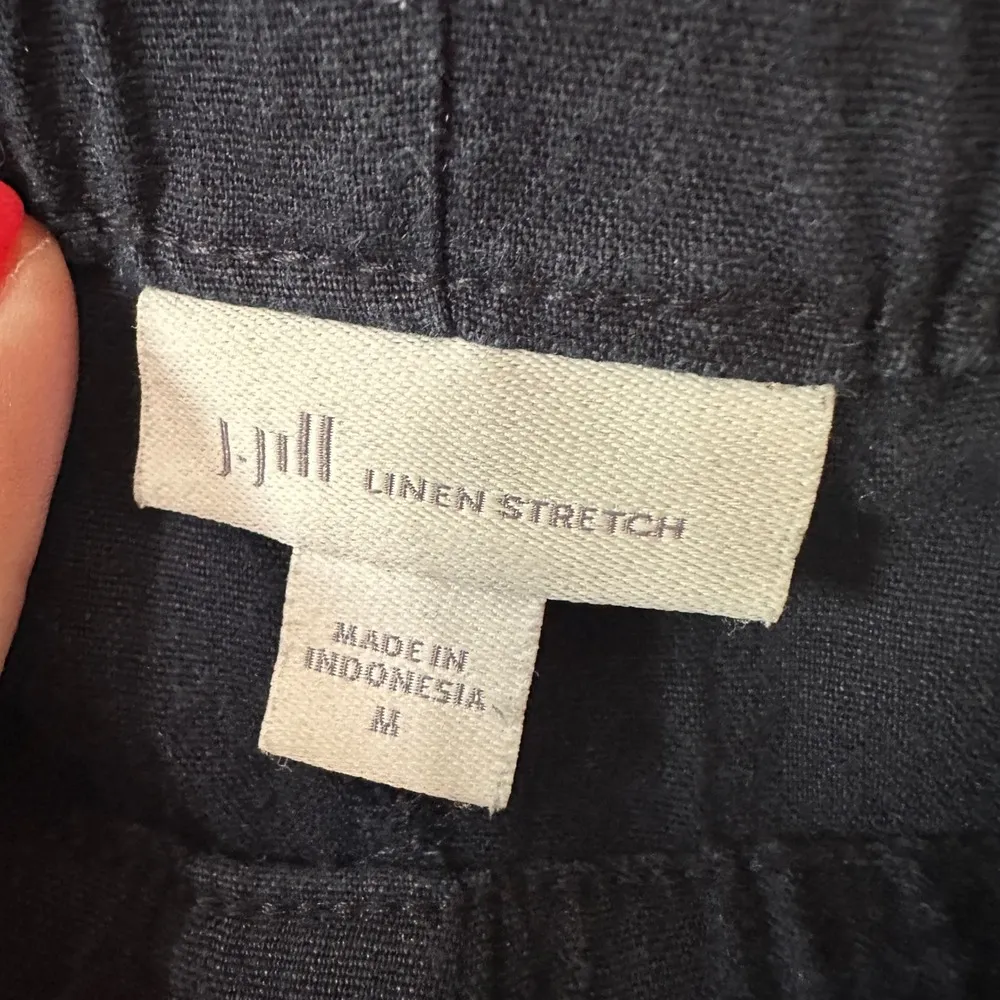 J.Jill LINEN STRETCH
MADE IN
INDONESIA
M